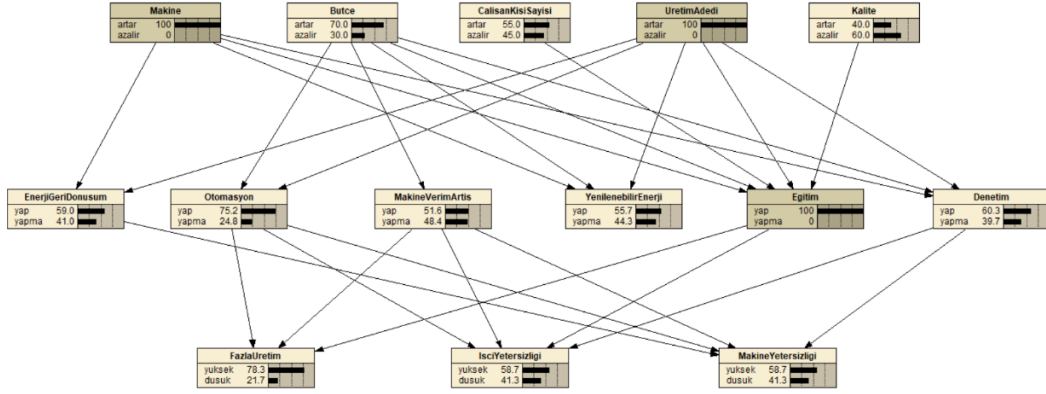 Makine
artar 100
azalir 0
Butce
artar 70.0
azalir 30.0
CalisanKisiSayisi
artar 55.0
azalir 45.0
UretimAdedi
artar 100
azalir 0
Kalite
artar 40.0
azalir 60.0
EnerjiGeriDonusum
yap 59.0
yapma 41.0
Otomasyon
yap 75.2
yapma 24.8
MakineVerimArtis
yap 51.6
yapma 48.4
YenilenebilirEnerji
yap 55.7
yapma 44.3
Egitim
yap 100
yapma 0
Denetim
yap 60.3
yapma 39.7
FazlaUretim
yuksek 78.3
dusuk 21.7
IsciYetersizligi
yuksek 58.7
dusuk 41.3
MakineYetersizligi
yuksek 58.7
dusuk 41.3